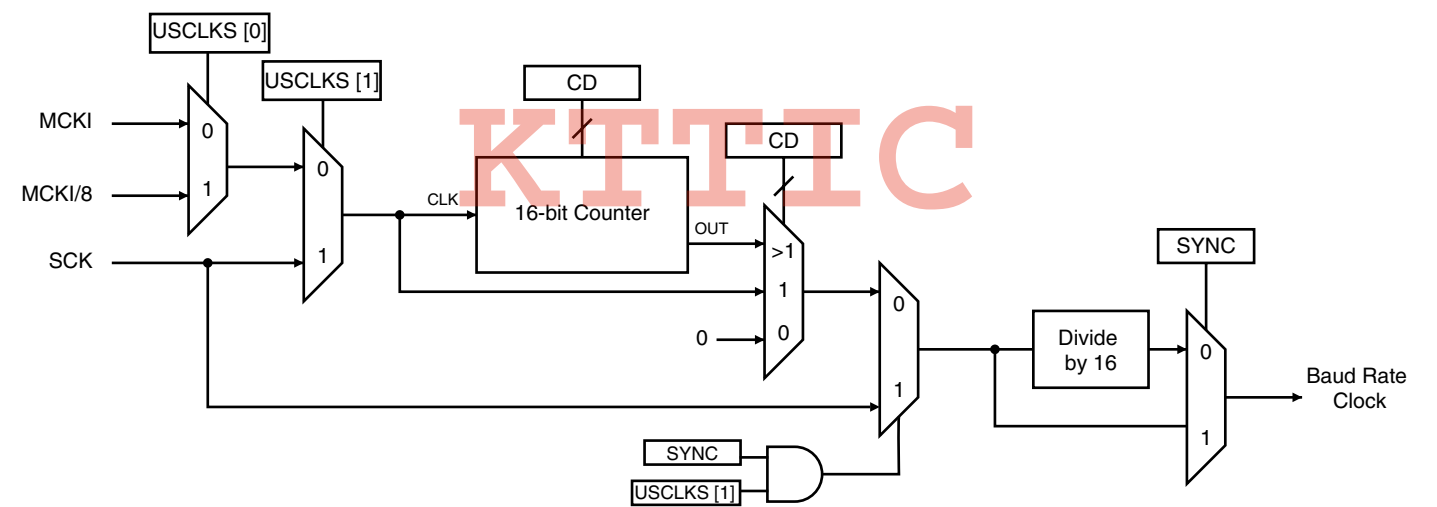 USCLKS [0]
USCLKS [1]
CD
KTTIC
CD
MCKI
0
MCKI/8
1
0
SCK
1
CLK
16-bit Counter
OUT
>1
1
0
0
0
1
SYNC
USCLKS [1]
Divide
by 16
SYNC
0
1
Baud Rate
Clock